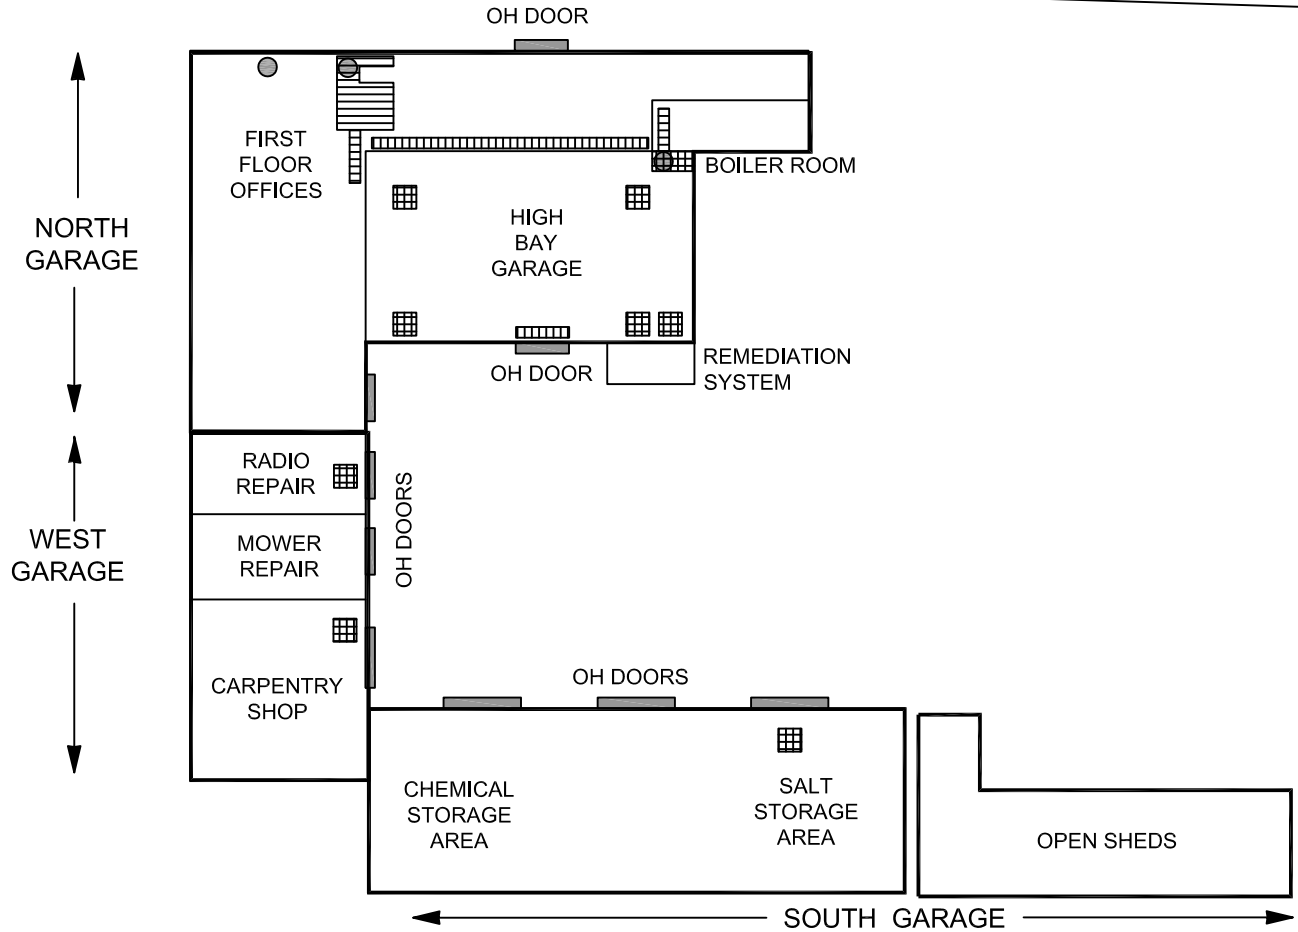 OH DOOR
FIRST
FLOOR
OFFICES
BOILER ROOM
NORTH
GARAGE
HIGH
BAY
GARAGE
OH DOOR
REMEDIATION
SYSTEM
RADIO
REPAIR
OH DOORS
WEST
GARAGE
MOWER
REPAIR
CARPENTRY
SHOP
OH DOORS
CHEMICAL
STORAGE
AREA
SALT
STORAGE
AREA
OPEN SHEDS
SOUTH GARAGE